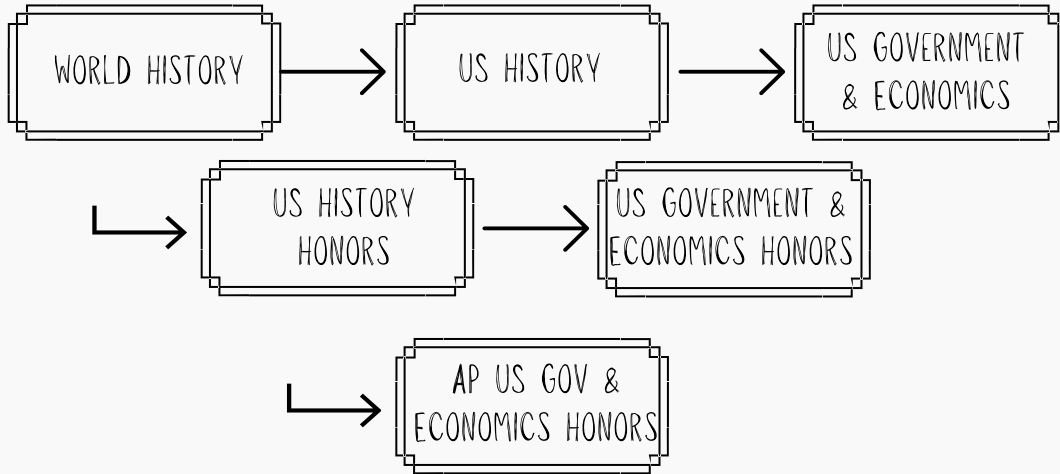 WORLD HISTORY
US HISTORY
US GOVERNMENT
& ECONOMICS
US HISTORY
HONORS
US GOVERNMENT &
ECONOMICS HONORS
AP US GOV &
ECONOMICS HONORS